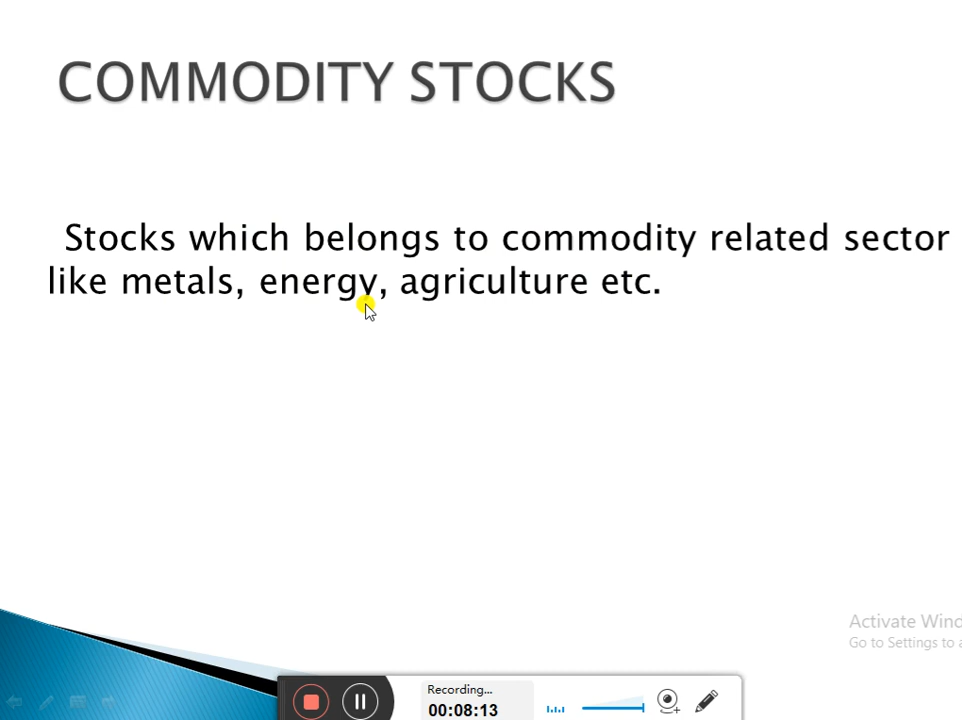 COMMODITY STOCKS
Stocks which belongs to commodity related sector
like metals, energy, agriculture etc.
Activate Wind
Go to Settings to a
Recording...
00:08:13